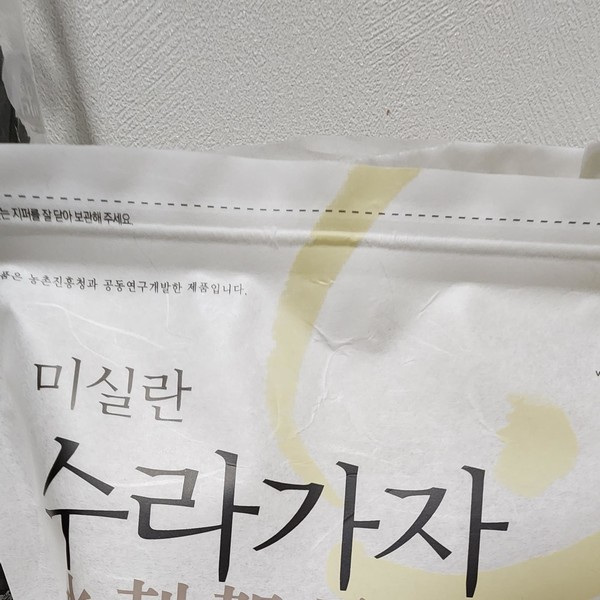 는 지퍼를 잘 닫아 보관해 주세요
품은 농촌진흥청과 공동연구개발한 제품입니다.
미실란
수라가자